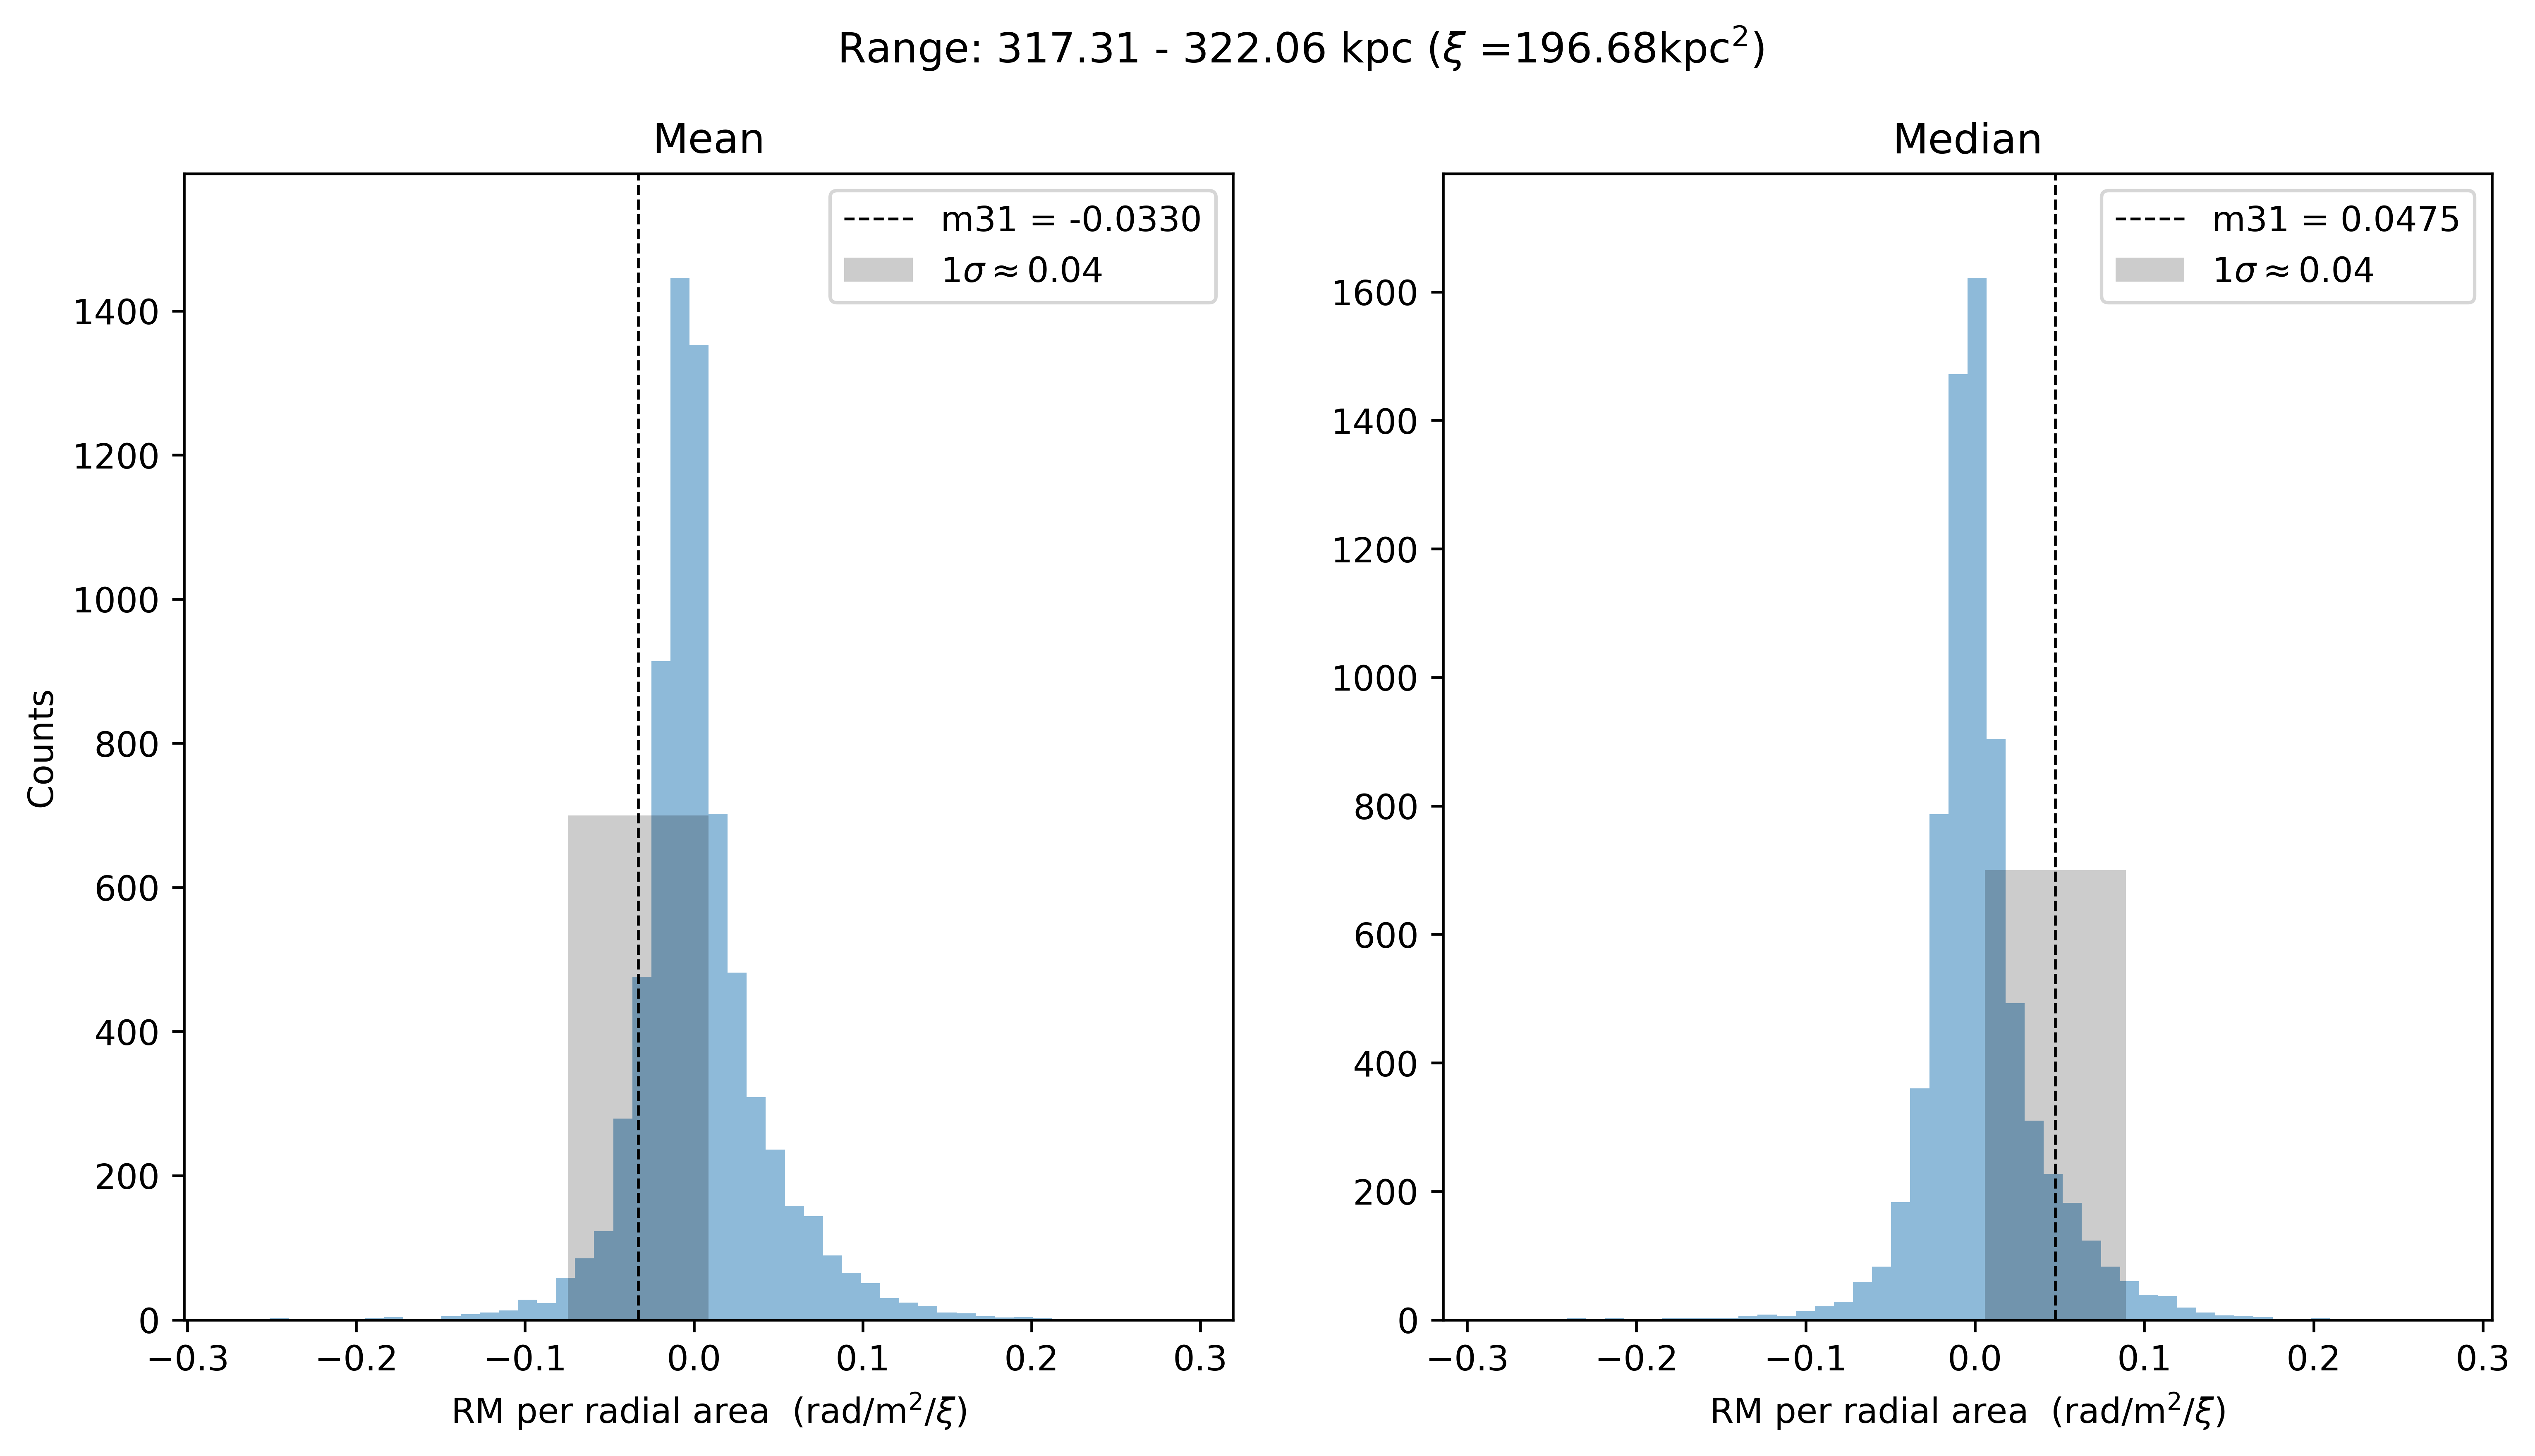 Range: 317.31 - 322.06 kpc (ξ =196.68kpc²)
Mean
m31 = -0.0330
1σ ≈ 0.04
Counts
1400
1200
1000
800
600
400
200
0
−0.3 −0.2 −0.1 0.0 0.1 0.2 0.3
RM per radial area (rad/m²/ξ)
Median
m31 = 0.0475
1σ ≈ 0.04
1600
1400
1200
1000
800
600
400
200
0
−0.3 −0.2 −0.1 0.0 0.1 0.2 0.3
RM per radial area (rad/m²/ξ)